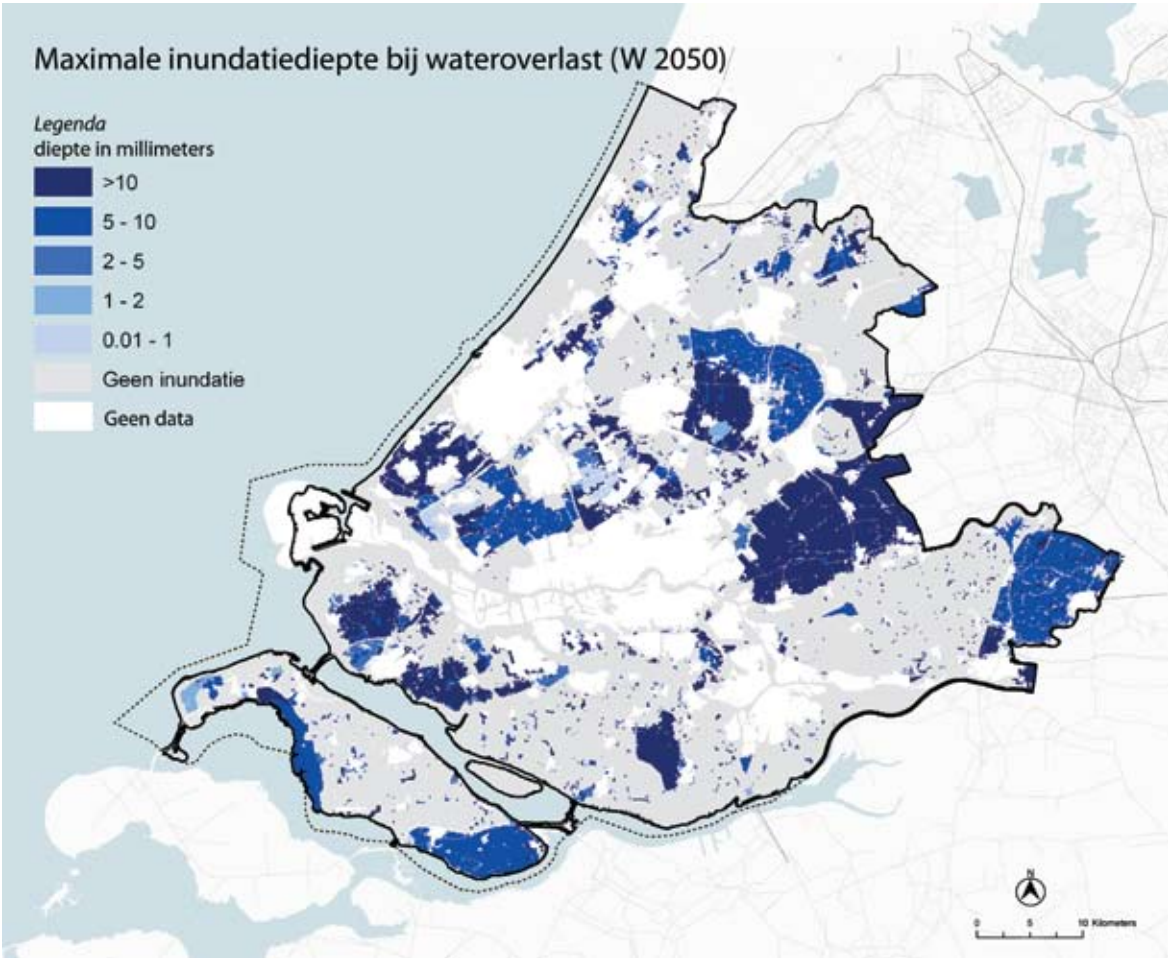 Maximale inundatiediepte bij wateroverlast (W 2050)
Legenda
diepte in millimeters
>10
5 - 10
2 - 5
1 - 2
0.01 - 1
Geen inundatie
Geen data
N
0 5 10 Kilometers